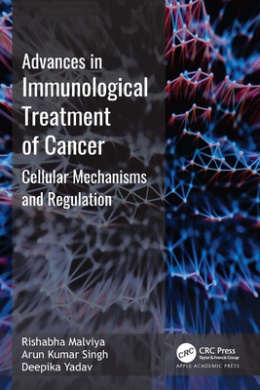 Advances in
Immunological
Treatment
of Cancer
Cellular Mechanisms
and Regulation
Rishabha Malviya
Arun Kumar Singh
Deepika Yadav
CRC
CRC Press
Taylor & Francis Group
APPLE ACADEMIC PRESS